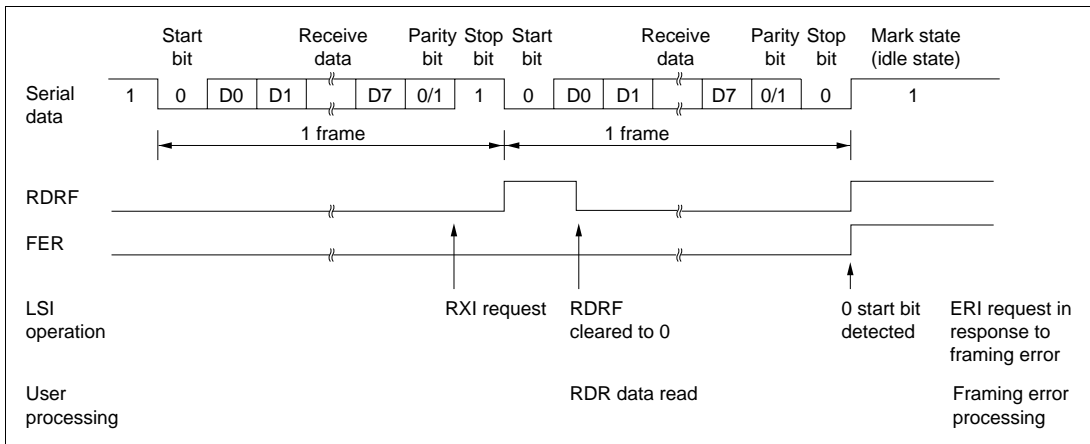 Start bit Receive data Parity bit Stop bit Start bit Receive data Parity bit Stop bit Mark state (idle state)
Serial data 1 0 D0 D1 D7 0/1 1 0 D0 D1 D7 0/1 0 1
1 frame 1 frame
RDRF
FER
LSI operation RXI request RDRF cleared to 0 0 start bit detected ERI request in response to framing error
User processing RDR data read Framing error processing